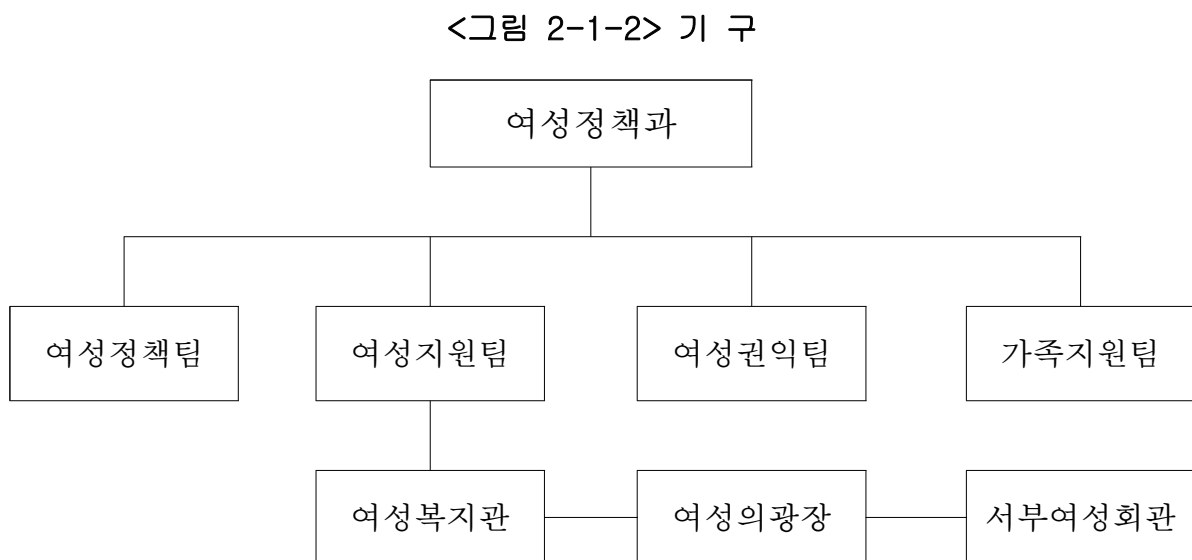 <그림 2-1-2> 기 구
여성정책과
여성정책팀 여성지원팀 여성권익팀 가족지원팀
여성복지관 여성의광장 서부여성회관